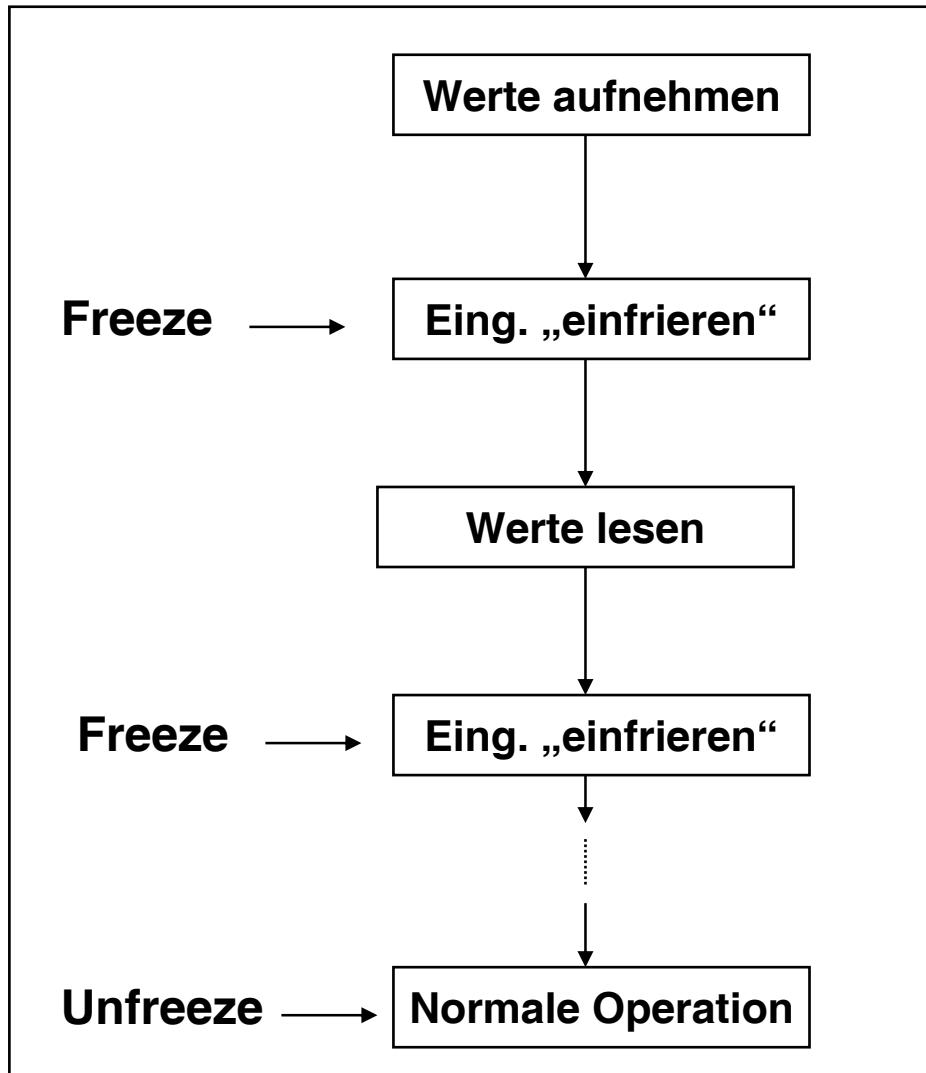 Werte aufnehmen
Freeze
Eing. „einfrieren“
Werte lesen
Freeze
Eing. „einfrieren“
Unfreeze
Normale Operation